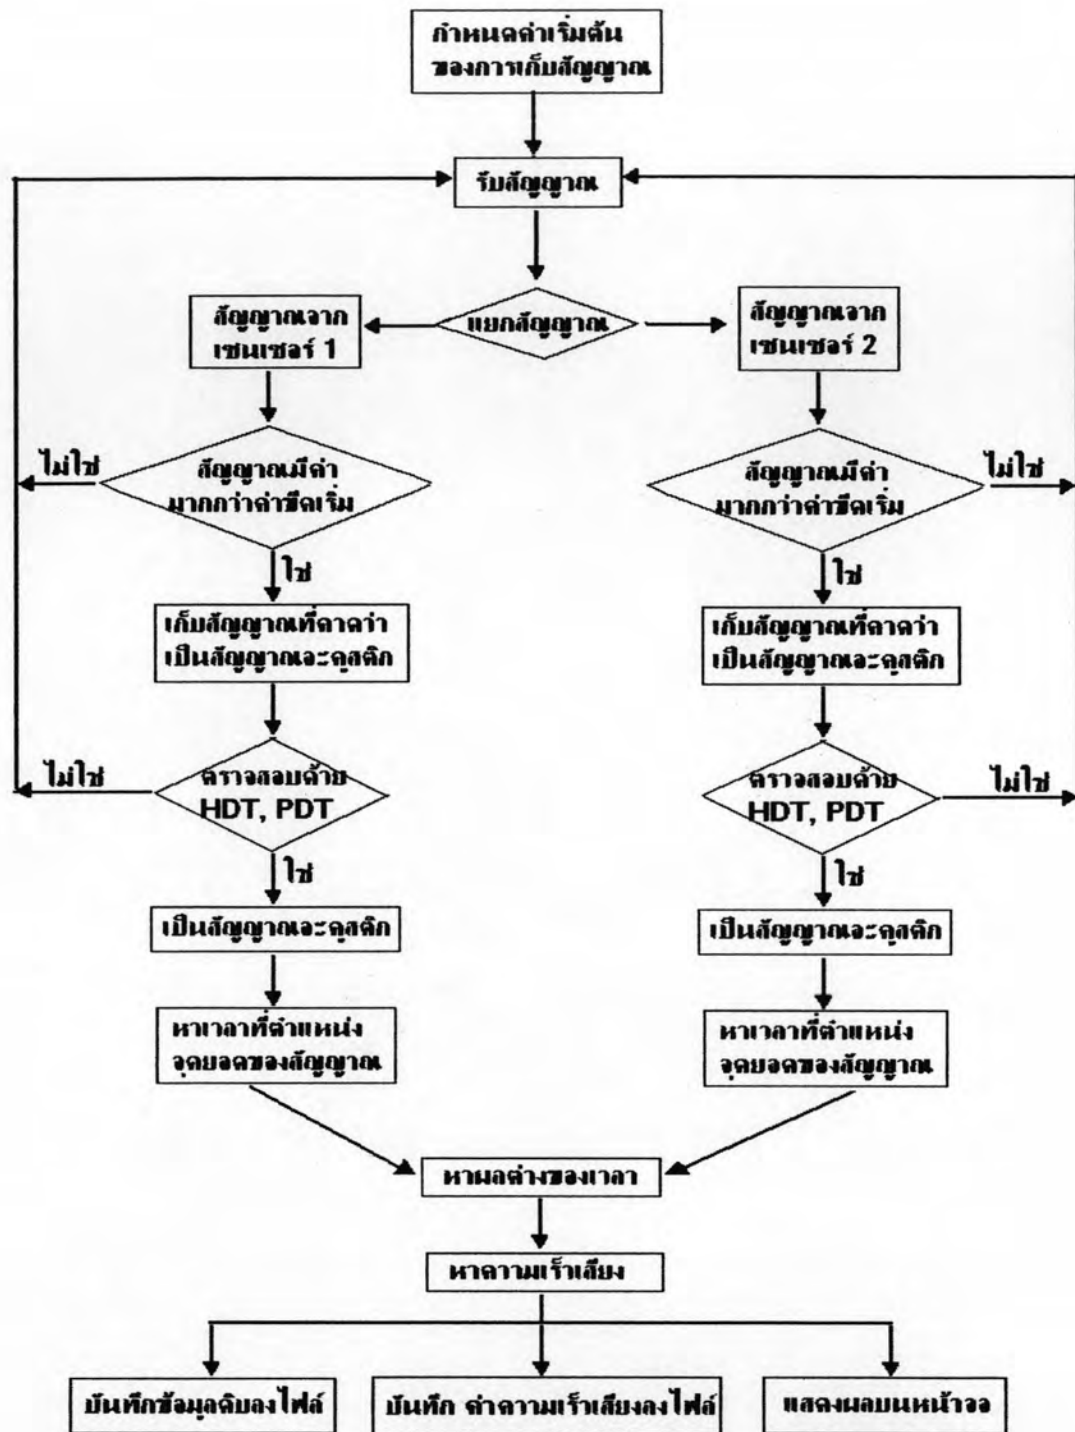 กำหนดค่าเริ่มต้น
ของการเก็บสัญญาณ
รับสัญญาณ
แยกสัญญาณ
สัญญาณจาก
เซนเซอร์ 1
สัญญาณจาก
เซนเซอร์ 2
สัญญาณมีค่า
มากกว่าค่าขีดเริ่ม
ไม่ใช่
ใช่
สัญญาณมีค่า
มากกว่าค่าขีดเริ่ม
ไม่ใช่
ใช่
เก็บสัญญาณที่คาดว่า
เป็นสัญญาณอะคูสติก
เก็บสัญญาณที่คาดว่า
เป็นสัญญาณอะคูสติก
ไม่ใช่
ตรวจสอบด้วย
HDT, PDT
ใช่
ตรวจสอบด้วย
HDT, PDT
ไม่ใช่
ใช่
เป็นสัญญาณอะคูสติก
เป็นสัญญาณอะคูสติก
หาเวลาที่ตำแหน่ง
จุดยอดของสัญญาณ
หาเวลาที่ตำแหน่ง
จุดยอดของสัญญาณ
หาผลต่างของเวลา
หาความเร็วเสียง
บันทึกข้อมูลดิบลงไฟล์
บันทึก ค่าความเร็วเสียงลงไฟล์
แสดงผลบนหน้าจอ